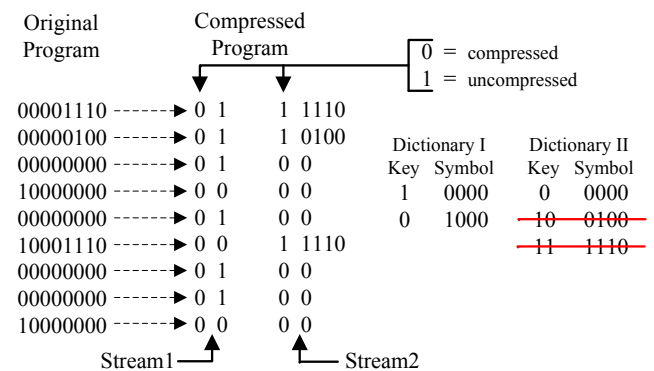 Original Compressed
Program Program
0 = compressed
1 = uncompressed
00001110 0 1 1 1110
00000100 0 1 1 0100
00000000 0 1 0 0
10000000 0 0 0 0
00000000 0 1 0 0
10001110 0 0 1 1110
00000000 0 1 0 0
00000000 0 1 0 0
10000000 0 0 0 0
Stream1 Stream2
Dictionary I Dictionary II
Key Symbol Key Symbol
1 0000 0 0000
0 1000 10 0100
11 1110